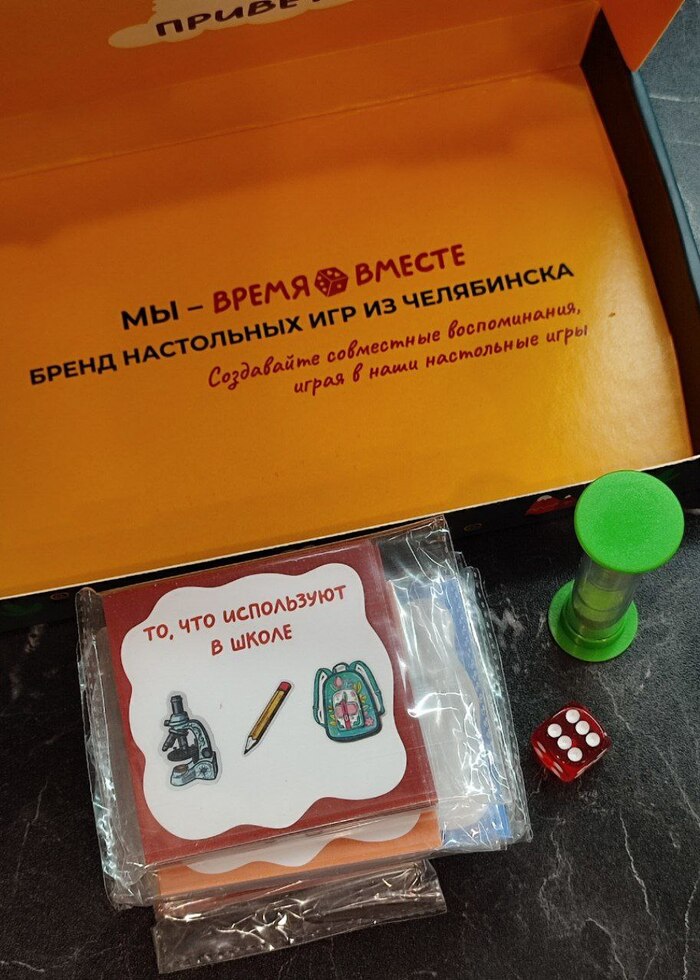 ПРИВЕТ
МЫ – ВРЕМЯ ВМЕСТЕ
БРЕНД НАСТОЛЬНЫХ ИГР ИЗ ЧЕЛЯБИНСКА
Создавайте совместные воспоминания,
играя в наши настольные игры
ТО, ЧТО ИСПОЛЬЗУЮТ
В ШКОЛЕ